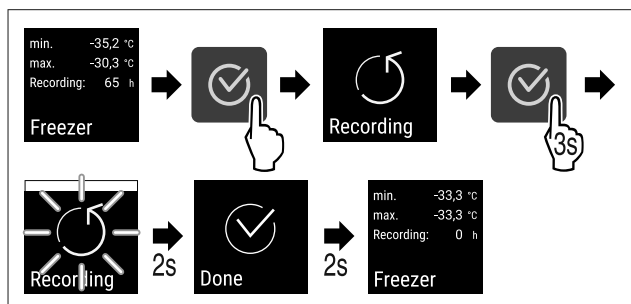 min. -35,2 °C
max. -30,3 °C
Recording: 65 h
Freezer
Recording
3s
Recording
2s
Done
2s
min. -33,3 °C
max. -33,3 °C
Recording: 0 h
Freezer